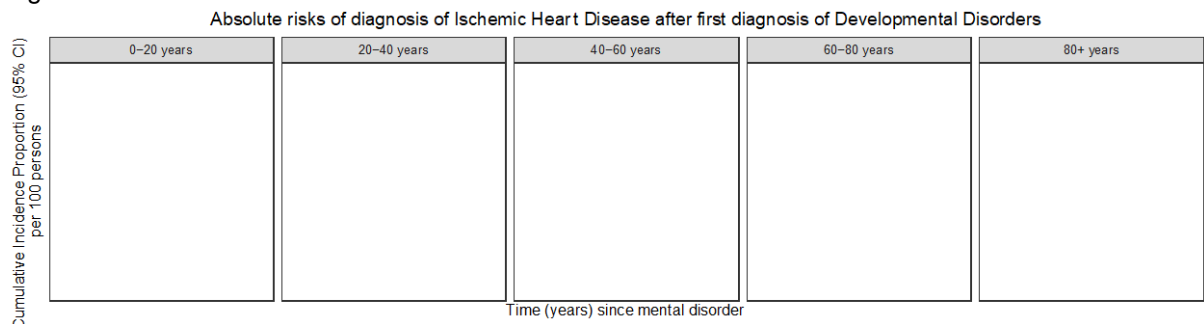 Absolute risks of diagnosis of Ischemic Heart Disease after first diagnosis of Developmental Disorders
0−20 years
20−40 years
40−60 years
60−80 years
80+ years
Cumulative Incidence Proportion (95% CI)
per 100 persons
Time (years) since mental disorder